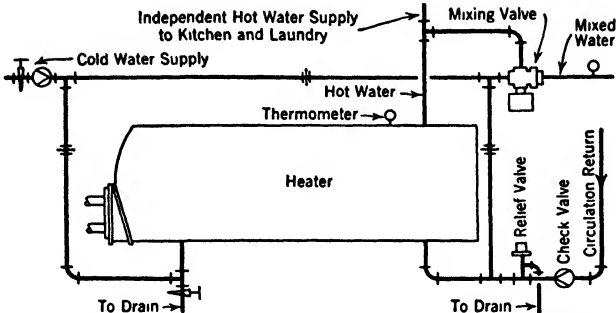 Independent Hot Water Supply
to Kitchen and Laundry
Mixing Valve
Mixed
Water
Cold Water Supply
Hot Water
Thermometer
Heater
Relief Valve
Check Valve
Circulation Return
To Drain
To Drain